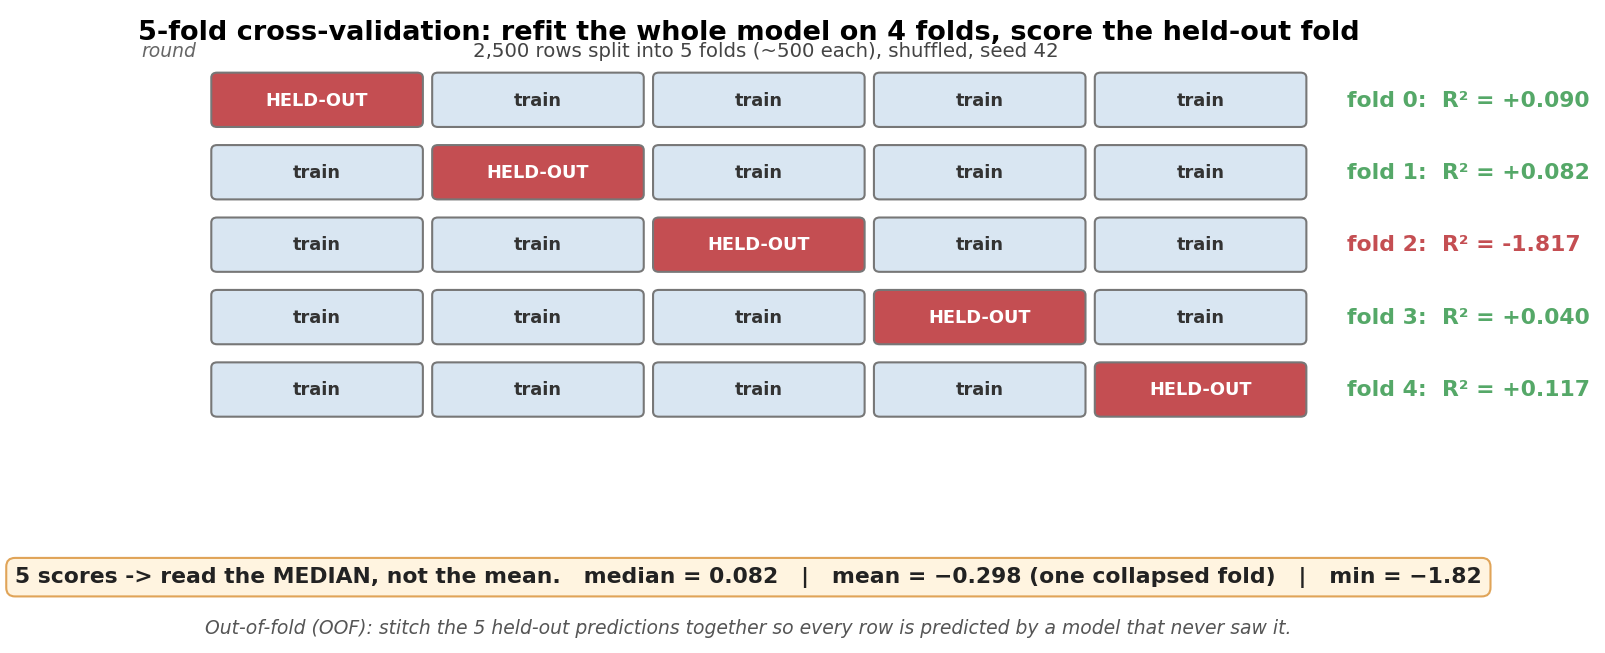 5-fold cross-validation: refit the whole model on 4 folds, score the held-out fold
round 2,500 rows split into 5 folds (~500 each), shuffled, seed 42
HELD-OUT train train train train fold 0: R² = +0.090
train HELD-OUT train train train fold 1: R² = +0.082
train train HELD-OUT train train fold 2: R² = -1.817
train train train HELD-OUT train fold 3: R² = +0.040
train train train train HELD-OUT fold 4: R² = +0.117
5 scores -> read the MEDIAN, not the mean. median = 0.082 | mean = −0.298 (one collapsed fold) | min = −1.82
Out-of-fold (OOF): stitch the 5 held-out predictions together so every row is predicted by a model that never saw it.